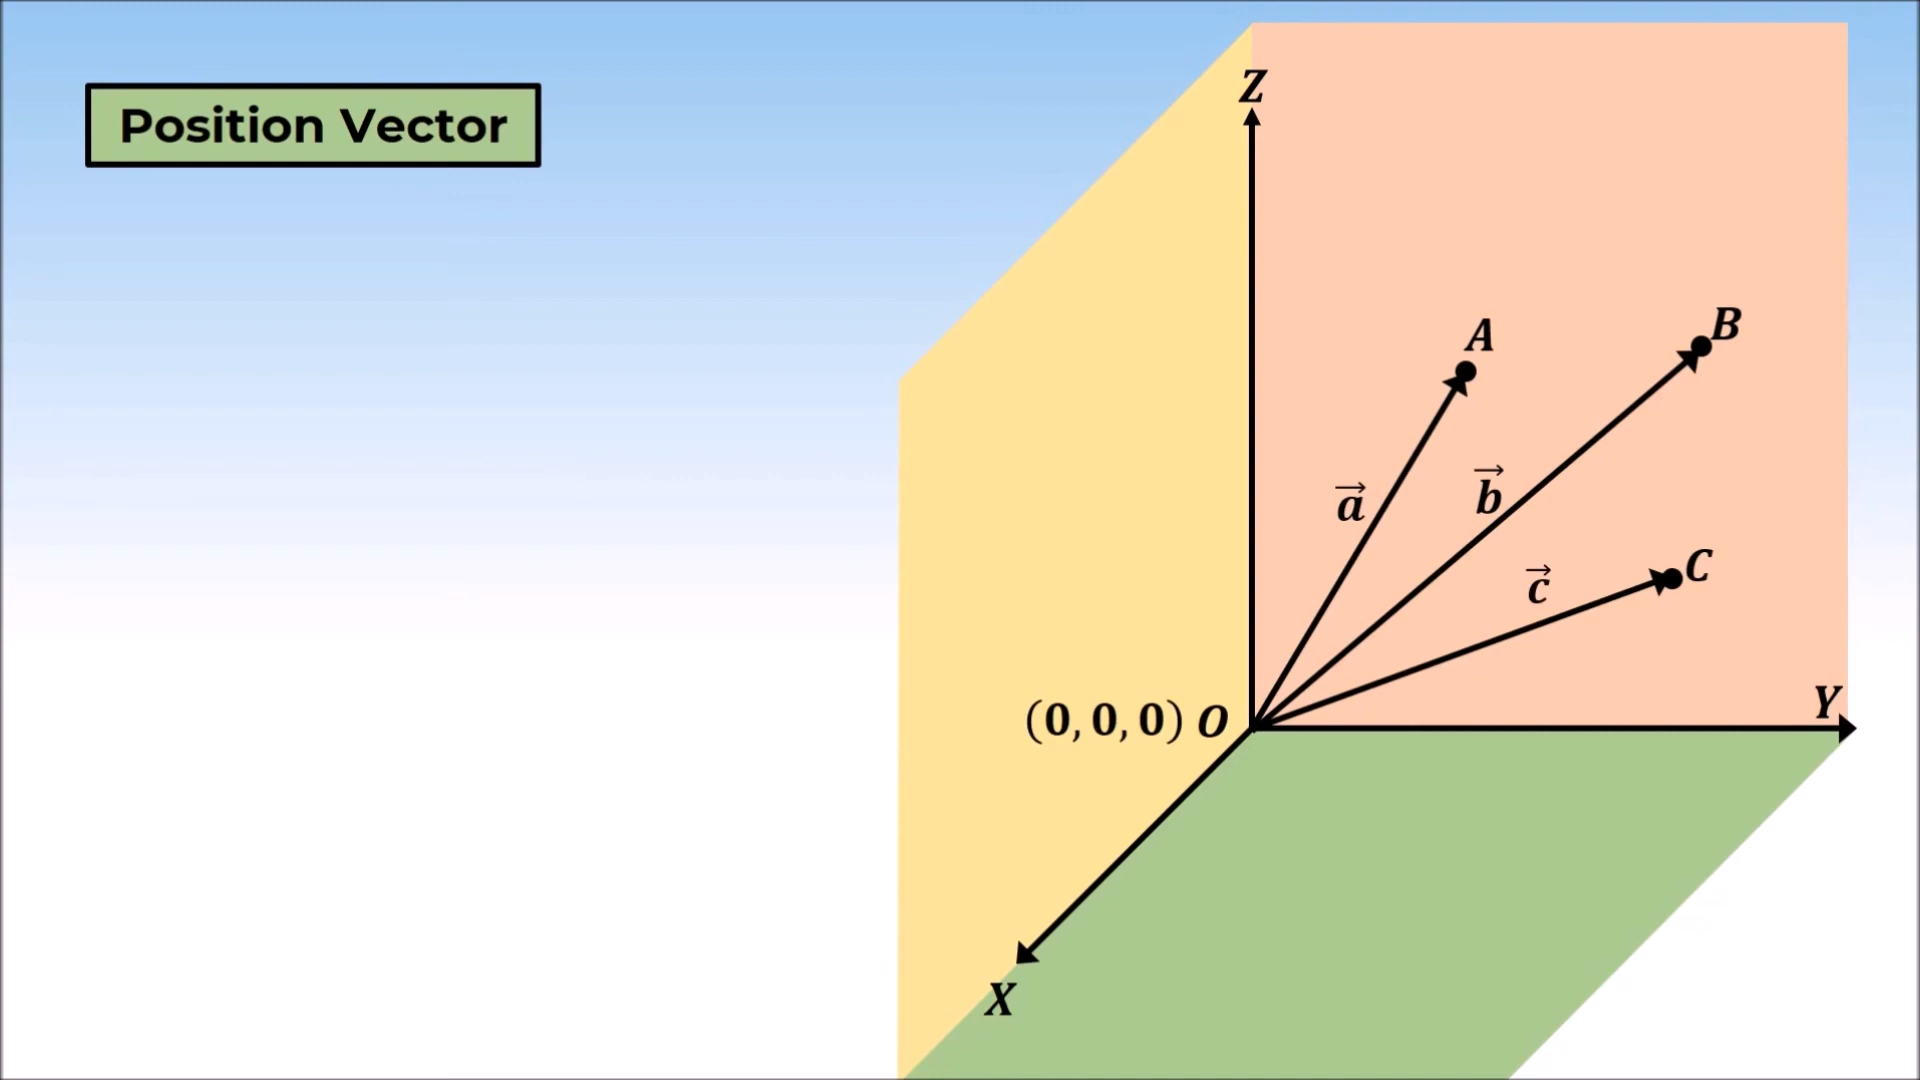 Position Vector
Z
A
B
a⃗
b⃗
c⃗
C
(0, 0, 0) O
Y
X